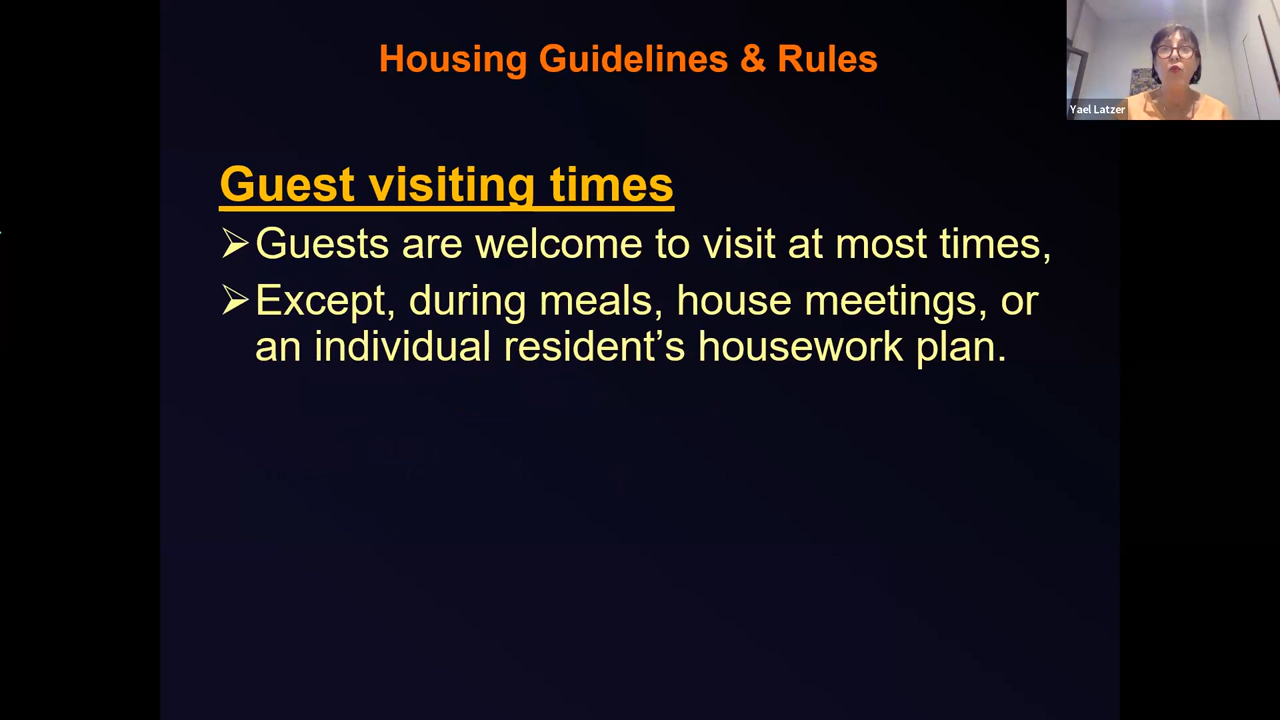 Housing Guidelines & Rules
Yael Latzer
Guest visiting times
➢Guests are welcome to visit at most times,
➢Except, during meals, house meetings, or
an individual resident’s housework plan.